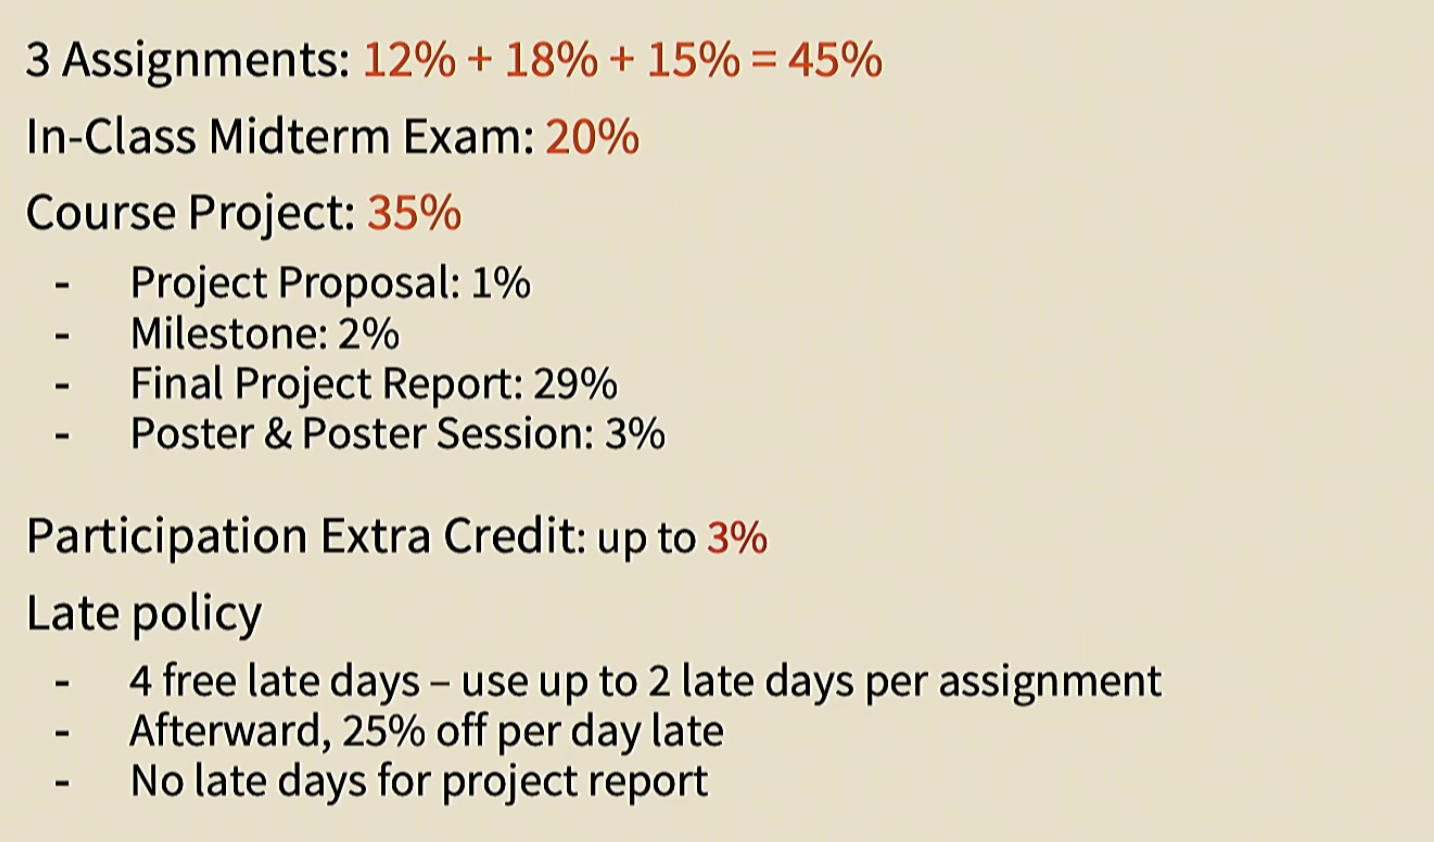 3 Assignments: 12% + 18% + 15% = 45%
In-Class Midterm Exam: 20%
Course Project: 35%
- Project Proposal: 1%
- Milestone: 2%
- Final Project Report: 29%
- Poster & Poster Session: 3%
Participation Extra Credit: up to 3%
Late policy
- 4 free late days – use up to 2 late days per assignment
- Afterward, 25% off per day late
- No late days for project report